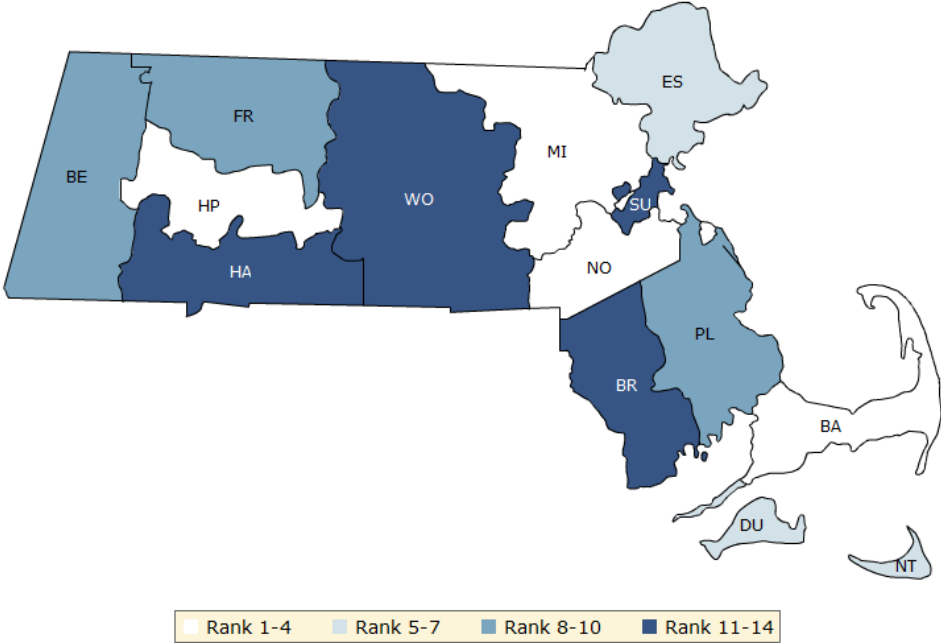 ES
FR
MI
BE
WO
HP
SU
NO
HA
PL
BR
BA
DU
NT
Rank 1-4 Rank 5-7 Rank 8-10 Rank 11-14